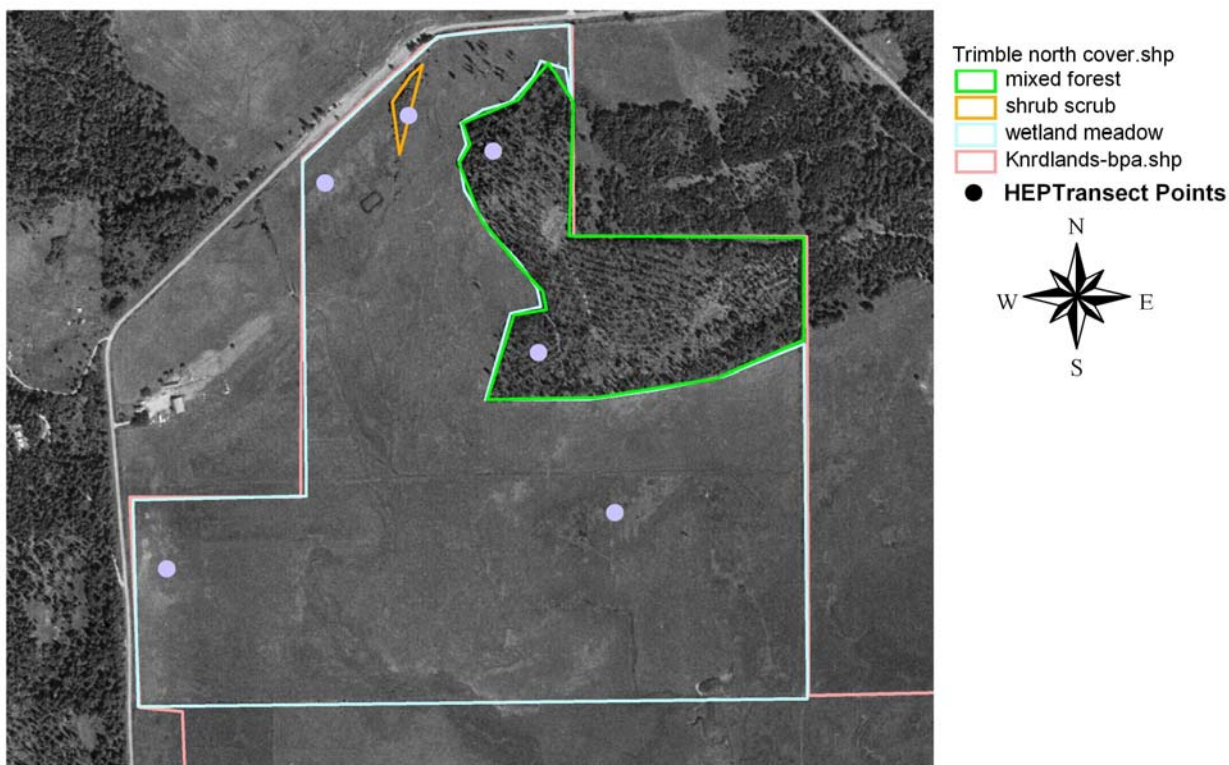 Trimble north cover.shp
mixed forest
shrub scrub
wetland meadow
Knrdlands-bpa.shp
HEPTransect Points
N
W E
S